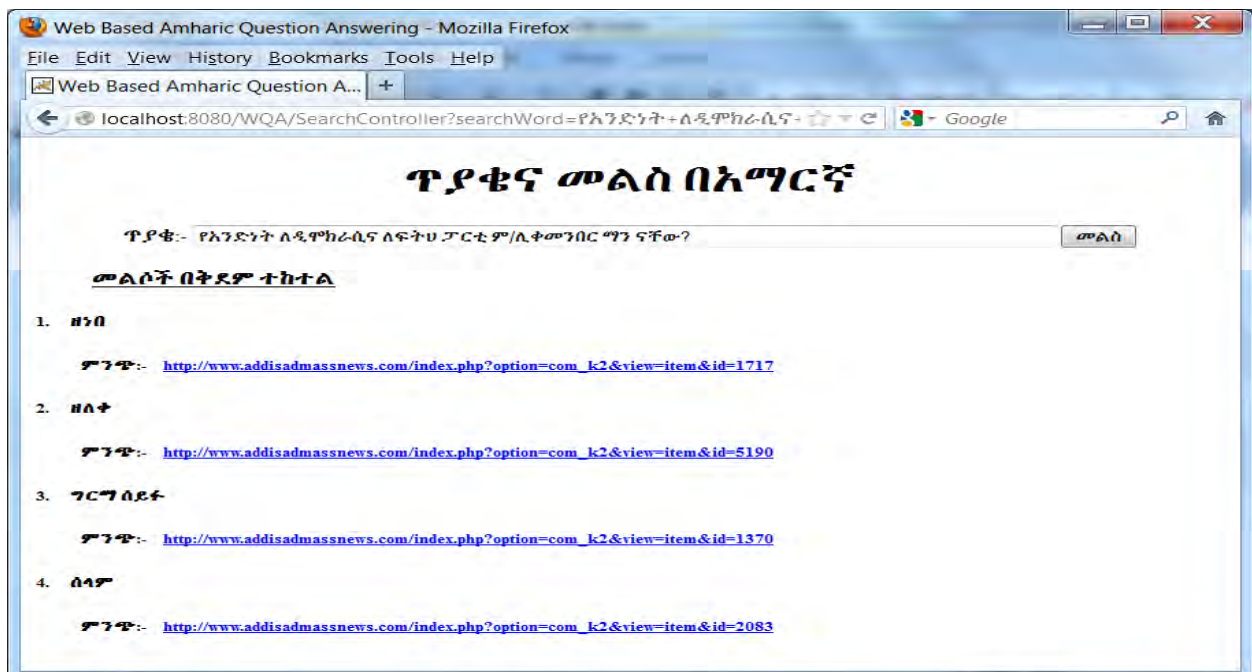 Web Based Amharic Question Answering - Mozilla Firefox
File Edit View History Bookmarks Tools Help
Web Based Amharic Question A... +
localhost:8080/WQA/SearchController?searchWord=የአንድነት+ለዲሞክራሲና+ Google
ጥያቄና መልስ በአማርኛ
ጥያቄ:- የአንድነት ለዲሞክራሲና ለፍትህ ፓርቲ ም/ሊቀመንበር ማን ናቸው? መልስ
መልሶች በቅደም ተከተል
1. ዘነበ
ምንጭ:- http://www.addisadmassnews.com/index.php?option=com_k2&view=item&id=1717
2. ዘለቀ
ምንጭ:- http://www.addisadmassnews.com/index.php?option=com_k2&view=item&id=5190
3. ግርማ ሰይፉ
ምንጭ:- http://www.addisadmassnews.com/index.php?option=com_k2&view=item&id=1370
4. ሰላም
ምንጭ:- http://www.addisadmassnews.com/index.php?option=com_k2&view=item&id=2083